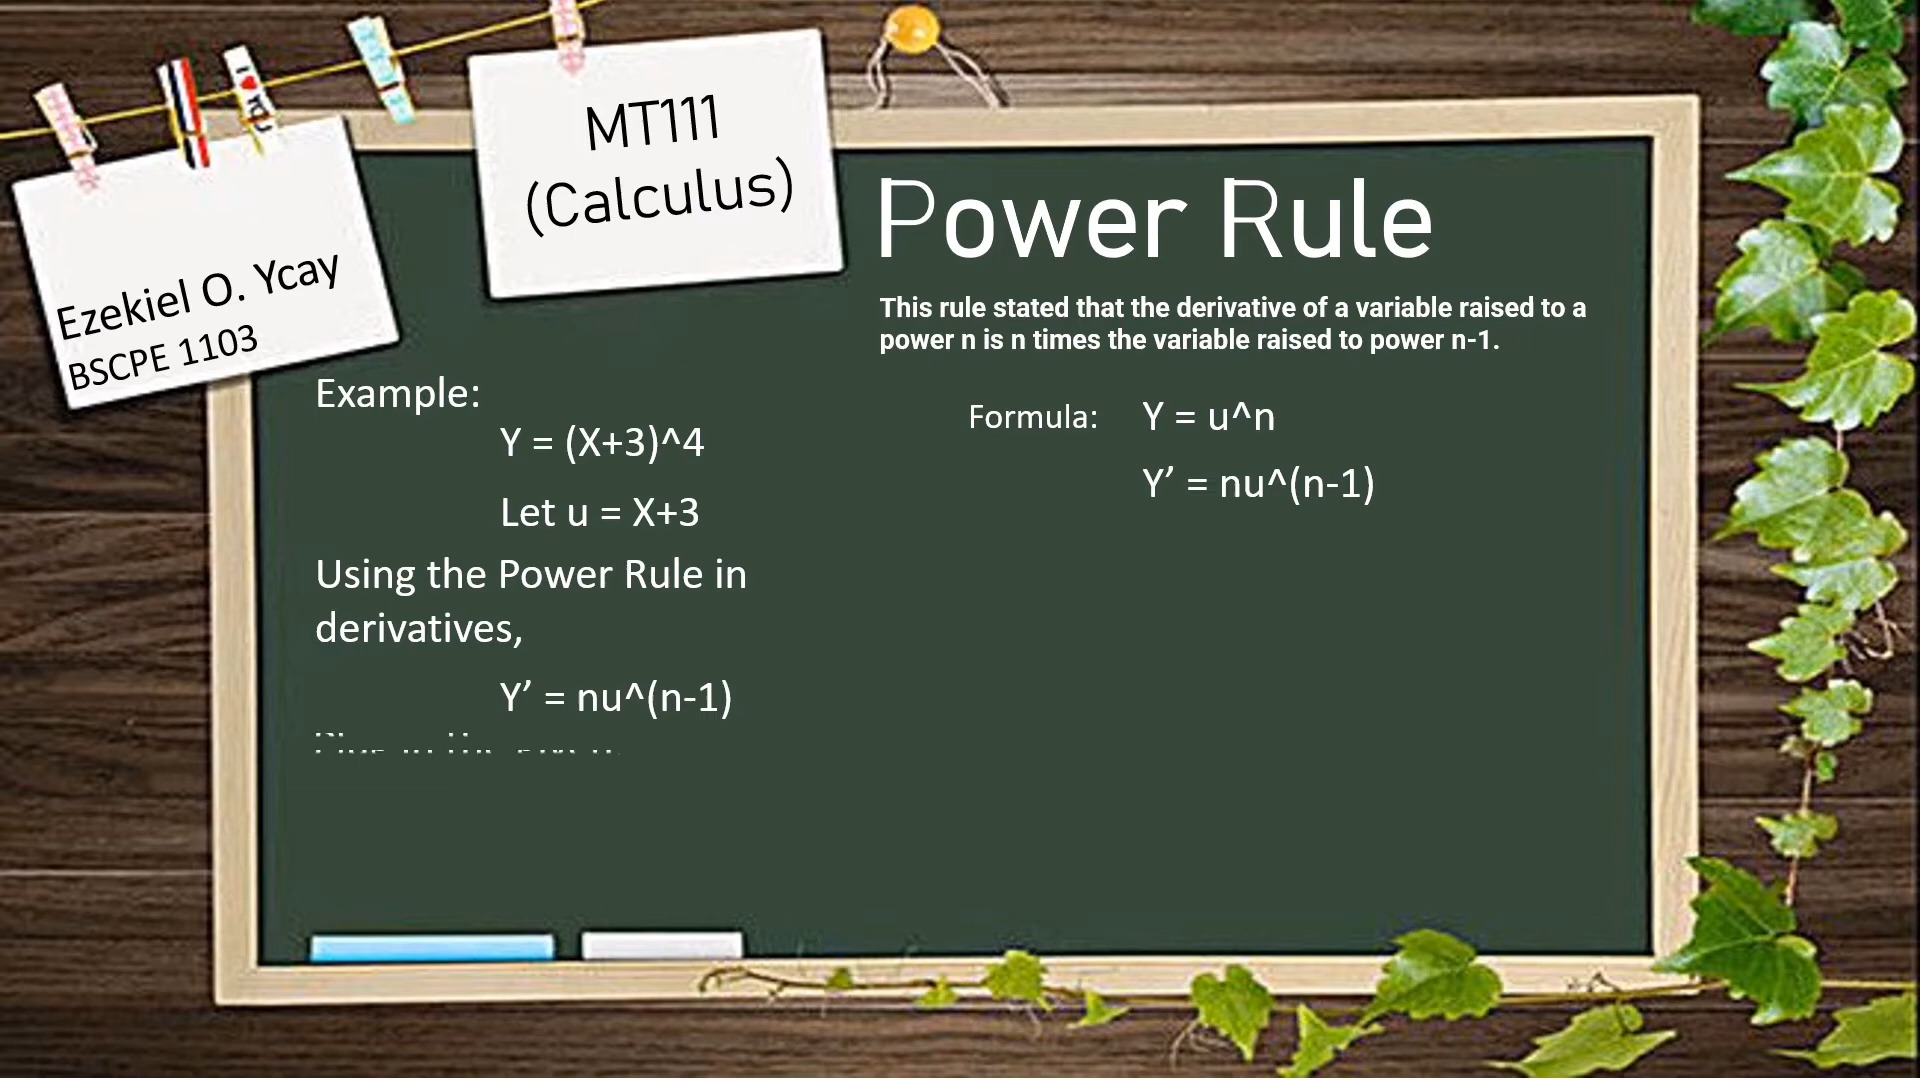 I ♥ YOU
MT111
(Calculus)
Ezekiel O. Ycay
BSCPE 1103
Power Rule
This rule stated that the derivative of a variable raised to a
power n is n times the variable raised to power n-1.
Formula: Y = u^n
Y’ = nu^(n-1)
Example:
Y = (X+3)^4
Let u = X+3
Using the Power Rule in
derivatives,
Y’ = nu^(n-1)